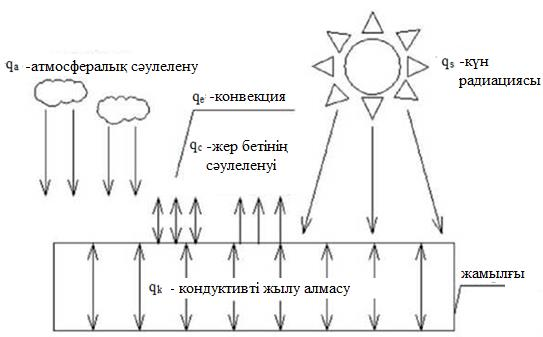 qa -атмосфералық сәулелену
qs -күн
радиациясы
qe -конвекция
qc -жер бетінің
сәулеленуі
жамылғы
qk - кондуктивті жылу алмасу